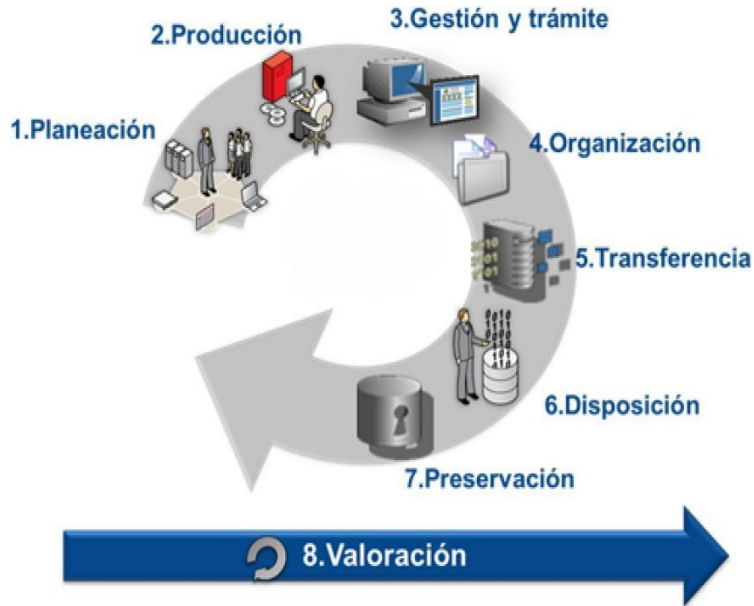 1.Planeación
2.Producción
3.Gestión y trámite
4.Organización
5.Transferencia
6.Disposición
7.Preservación
8.Valoración